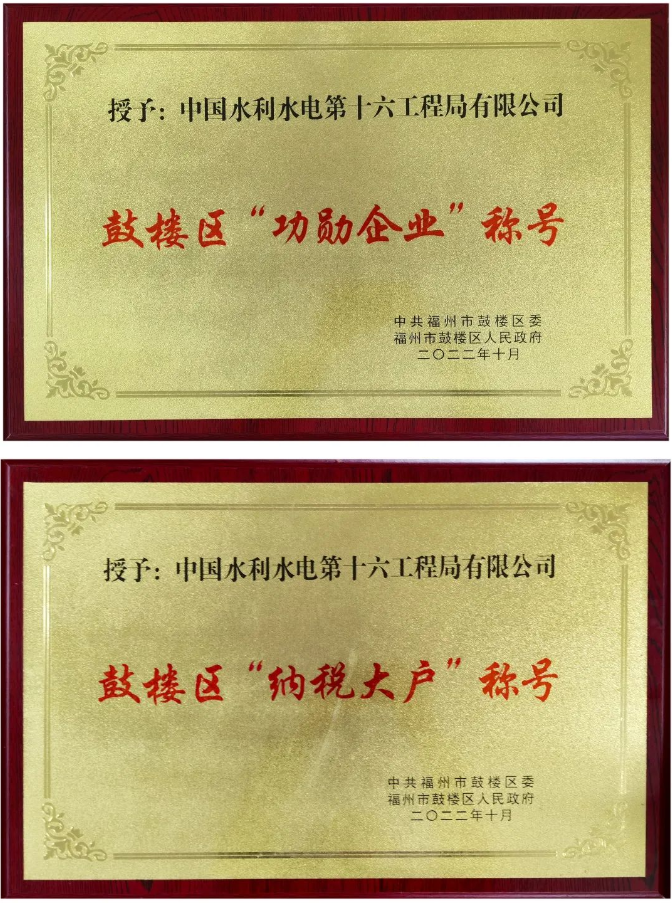 授予：中国水利水电第十六工程局有限公司
鼓楼区“功勋企业”称号
中共福州市鼓楼区委
福州市鼓楼区人民政府
二〇二二年十月
授予：中国水利水电第十六工程局有限公司
鼓楼区“纳税大户”称号
中共福州市鼓楼区委
福州市鼓楼区人民政府
二〇二二年十月